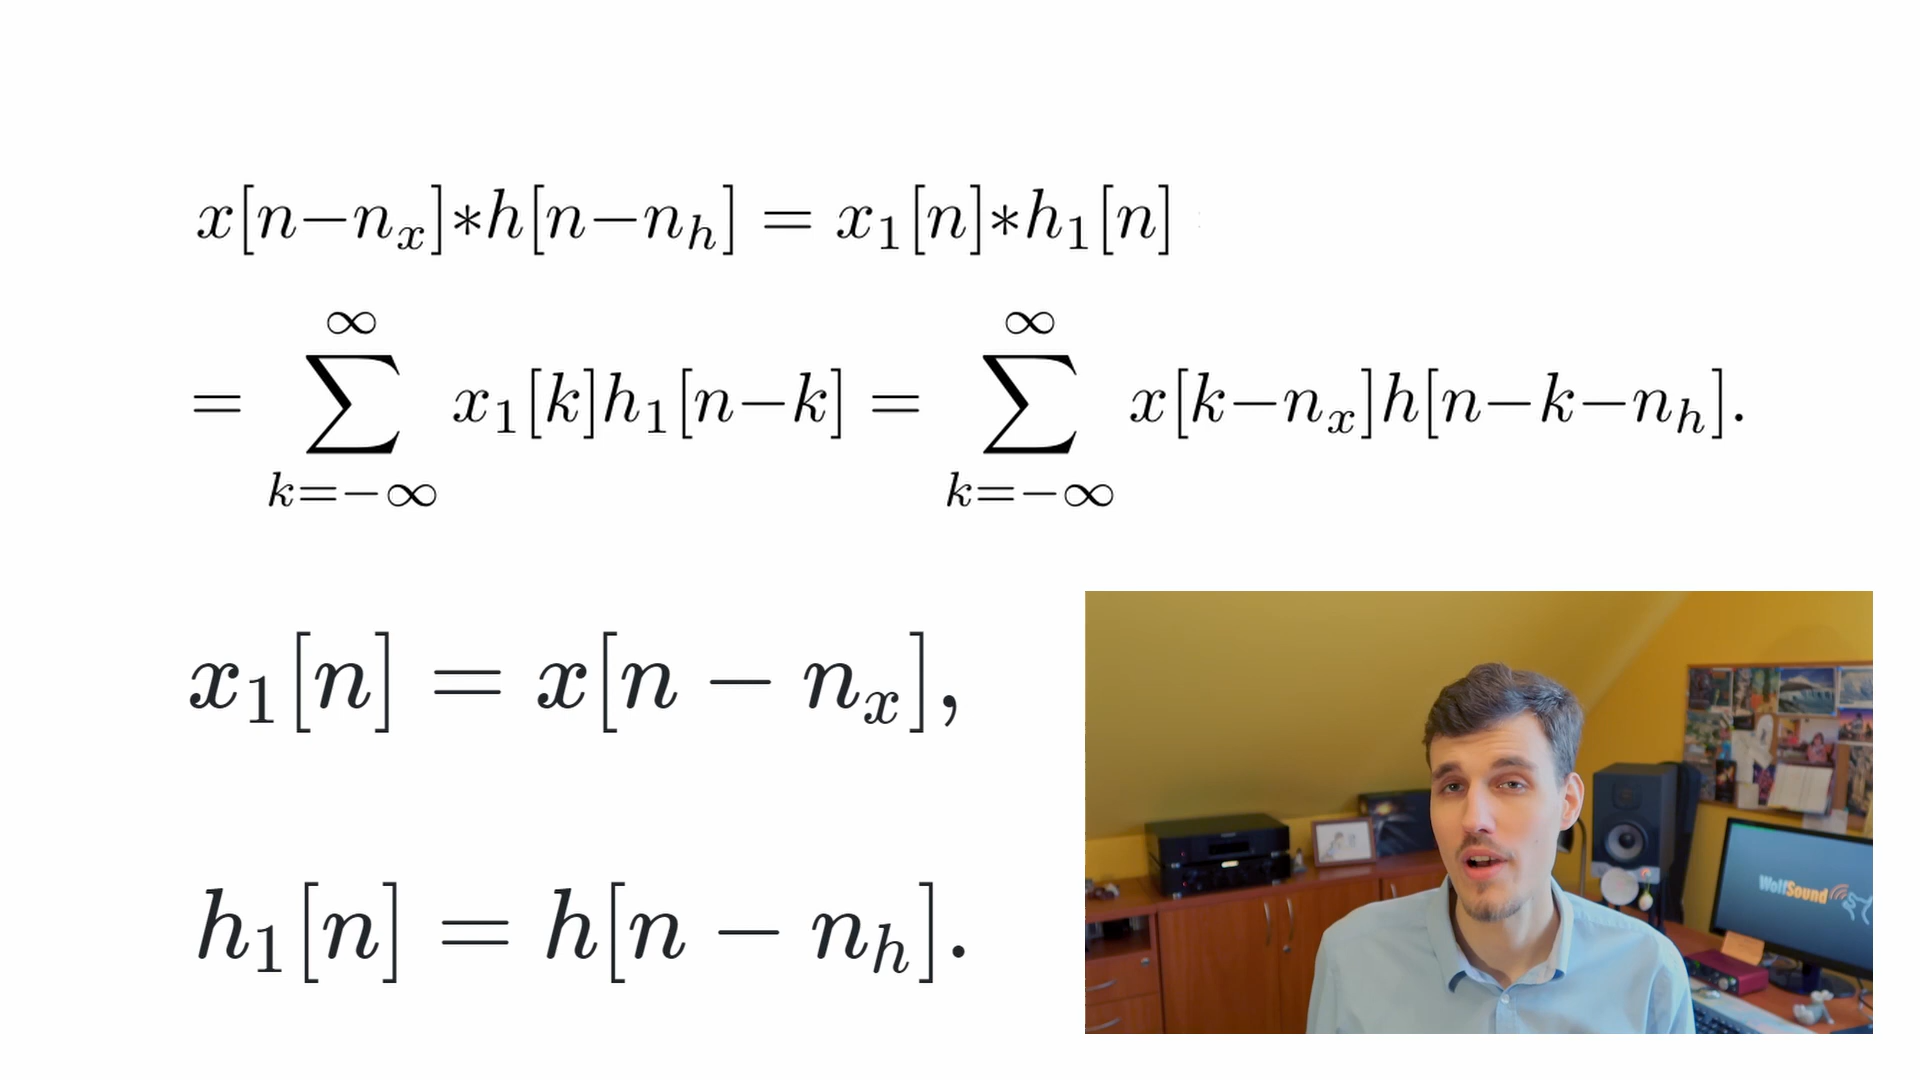 x[n−n_x]∗h[n−n_h] = x_1[n]∗h_1[n]
= ∑_{k=−∞}^{∞} x_1[k]h_1[n−k] = ∑_{k=−∞}^{∞} x[k−n_x]h[n−k−n_h].
x_1[n] = x[n − n_x],
h_1[n] = h[n − n_h].
WolfSound